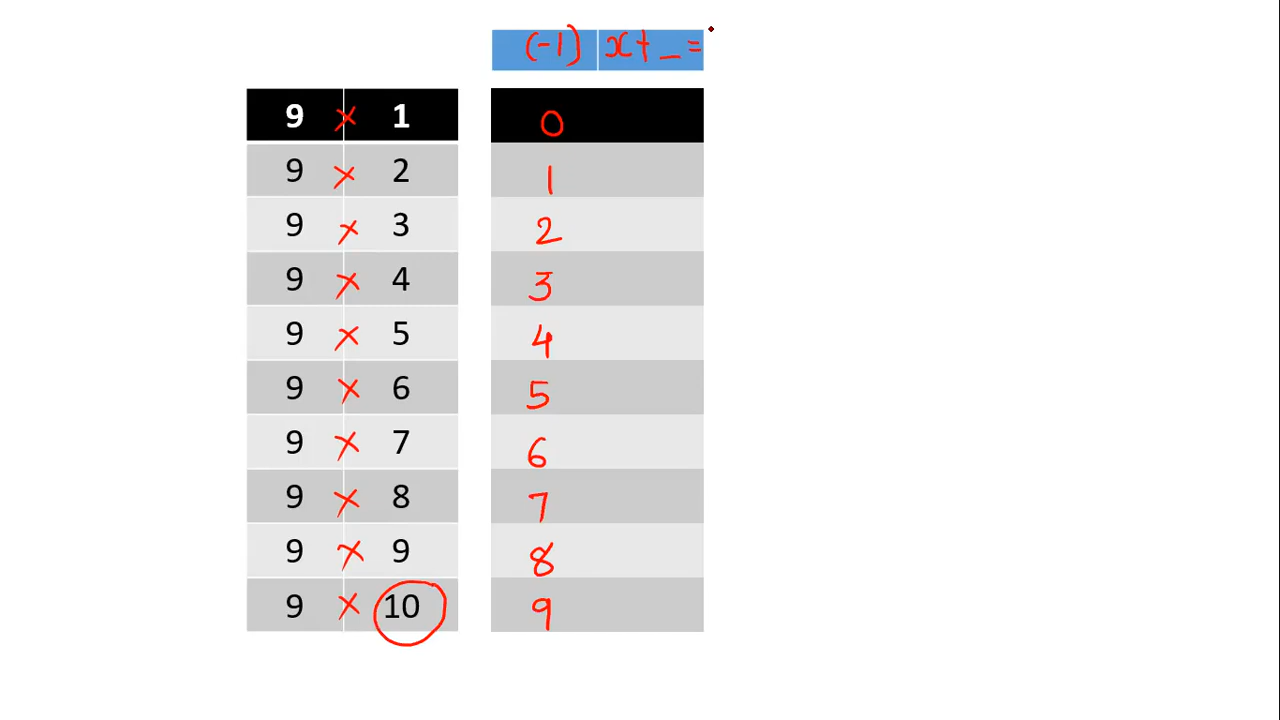 (-1) x+_=
9 × 1 0
9 × 2 1
9 × 3 2
9 × 4 3
9 × 5 4
9 × 6 5
9 × 7 6
9 × 8 7
9 × 9 8
9 × 10 9